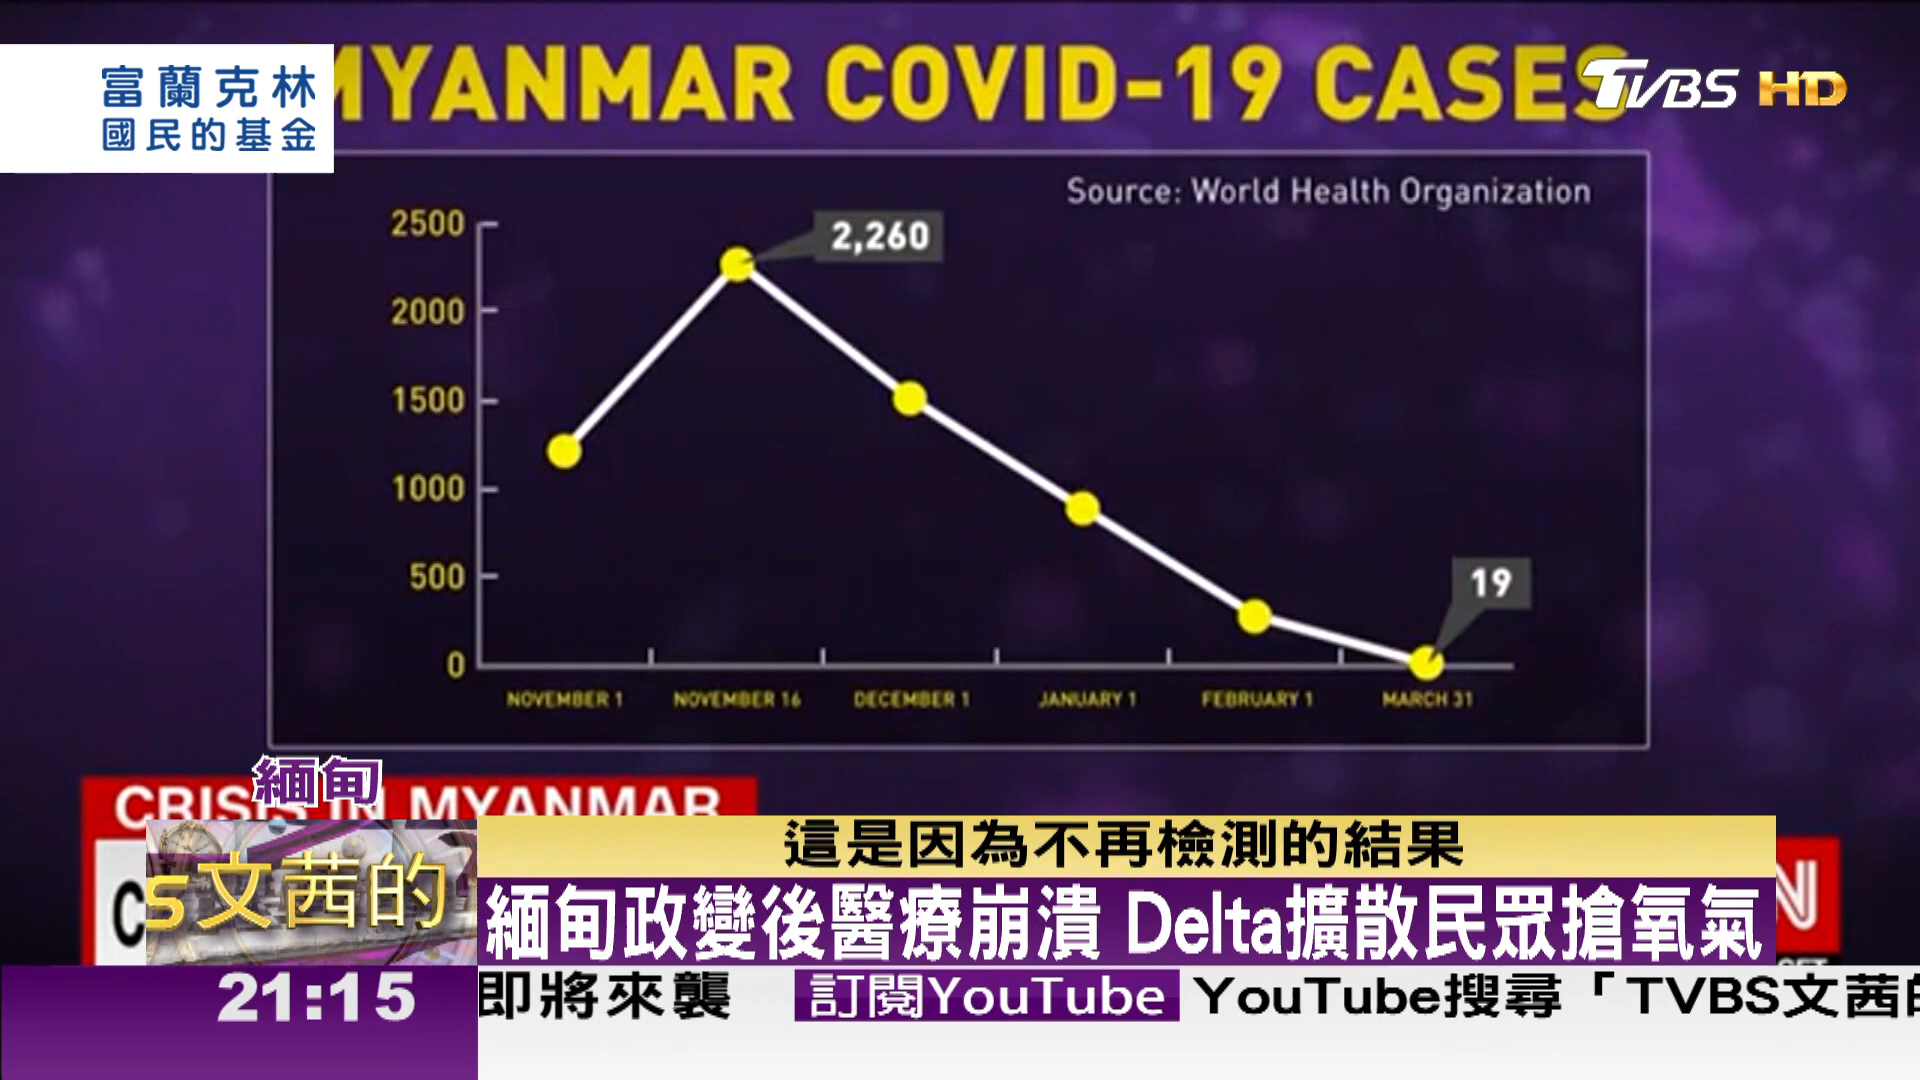 MYANMAR COVID-19 CASES
TVBS HD
富蘭克林
國民的基金
Source: World Health Organization
2500
2,260
2000
1500
1000
500
19
0
NOVEMBER 1
NOVEMBER 16
DECEMBER 1
JANUARY 1
FEBRUARY 1
MARCH 31
緬甸
CRISIS IN MYANMAR
這是因為不再檢測的結果
S文茜的
緬甸政變後醫療崩潰 Delta擴散民眾搶氧氣
21:15
即將來襲 訂閱YouTube YouTube搜尋「TVBS文茜的